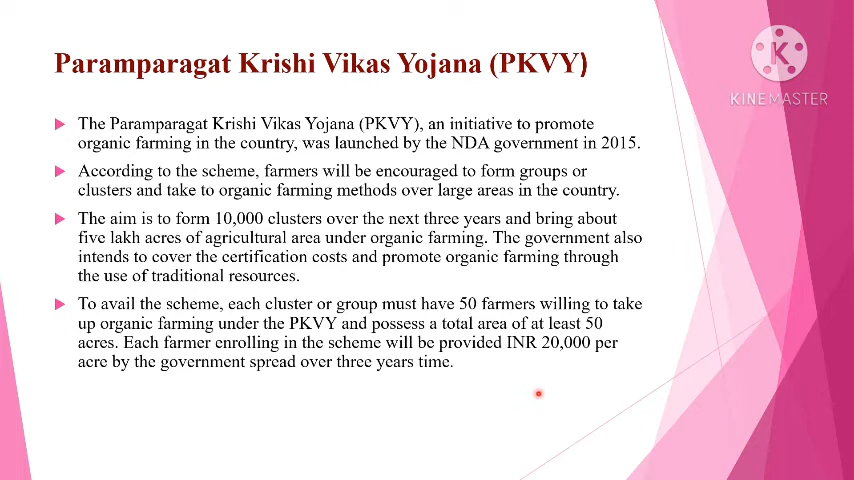 Paramparagat Krishi Vikas Yojana (PKVY)
K
KINEMASTER
The Paramparagat Krishi Vikas Yojana (PKVY), an initiative to promote
organic farming in the country, was launched by the NDA government in 2015.
According to the scheme, farmers will be encouraged to form groups or
clusters and take to organic farming methods over large areas in the country.
The aim is to form 10,000 clusters over the next three years and bring about
five lakh acres of agricultural area under organic farming. The government also
intends to cover the certification costs and promote organic farming through
the use of traditional resources.
To avail the scheme, each cluster or group must have 50 farmers willing to take
up organic farming under the PKVY and possess a total area of at least 50
acres. Each farmer enrolling in the scheme will be provided INR 20,000 per
acre by the government spread over three years time.